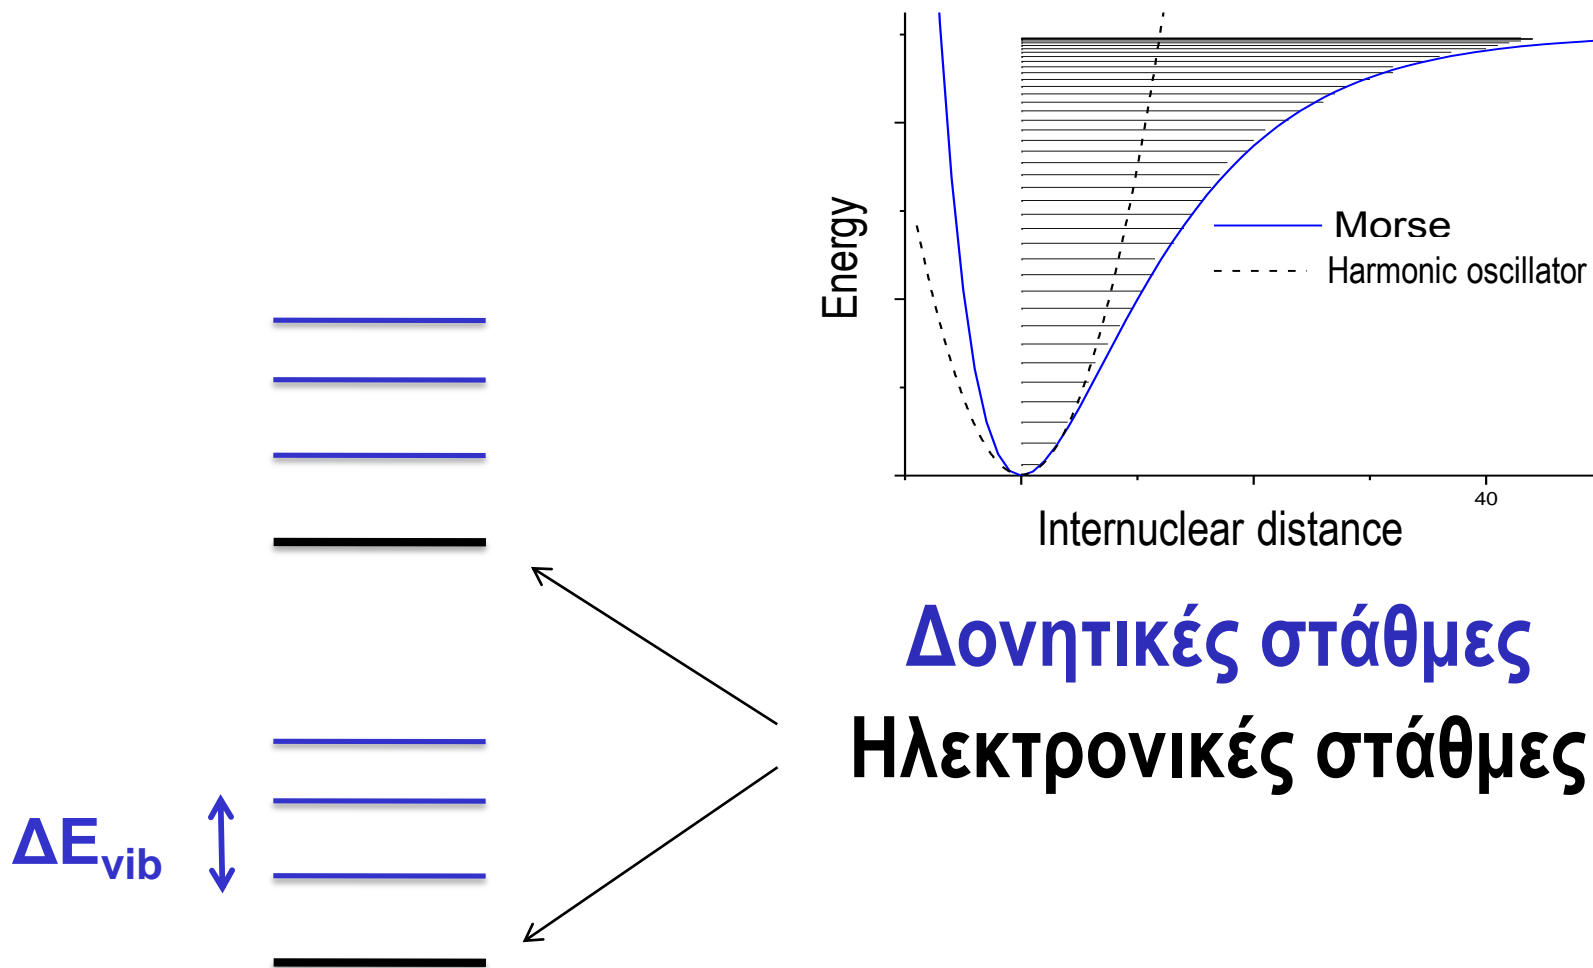 Energy
Morse
Harmonic oscillator
40
Internuclear distance
Δονητικές στάθμες
Ηλεκτρονικές στάθμες
ΔEvib